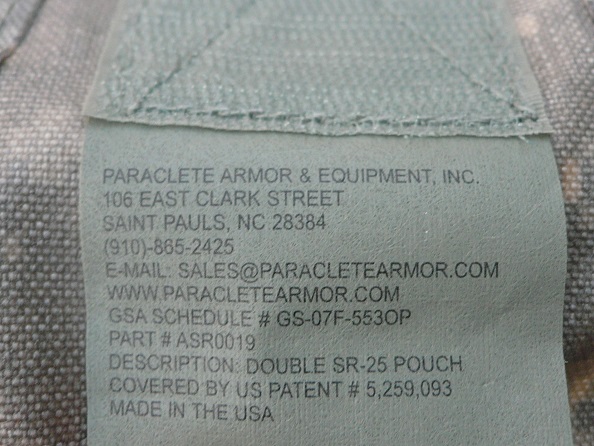 PARACLETE ARMOR & EQUIPMENT, INC.
106 EAST CLARK STREET
SAINT PAULS, NC 28384
(910)-865-2425
E-MAIL: SALES@PARACLETEARMOR.COM
WWW.PARACLETEARMOR.COM
GSA SCHEDULE # GS-07F-553OP
PART # ASR0019
DESCRIPTION: DOUBLE SR-25 POUCH
COVERED BY US PATENT # 5,259,093
MADE IN THE USA